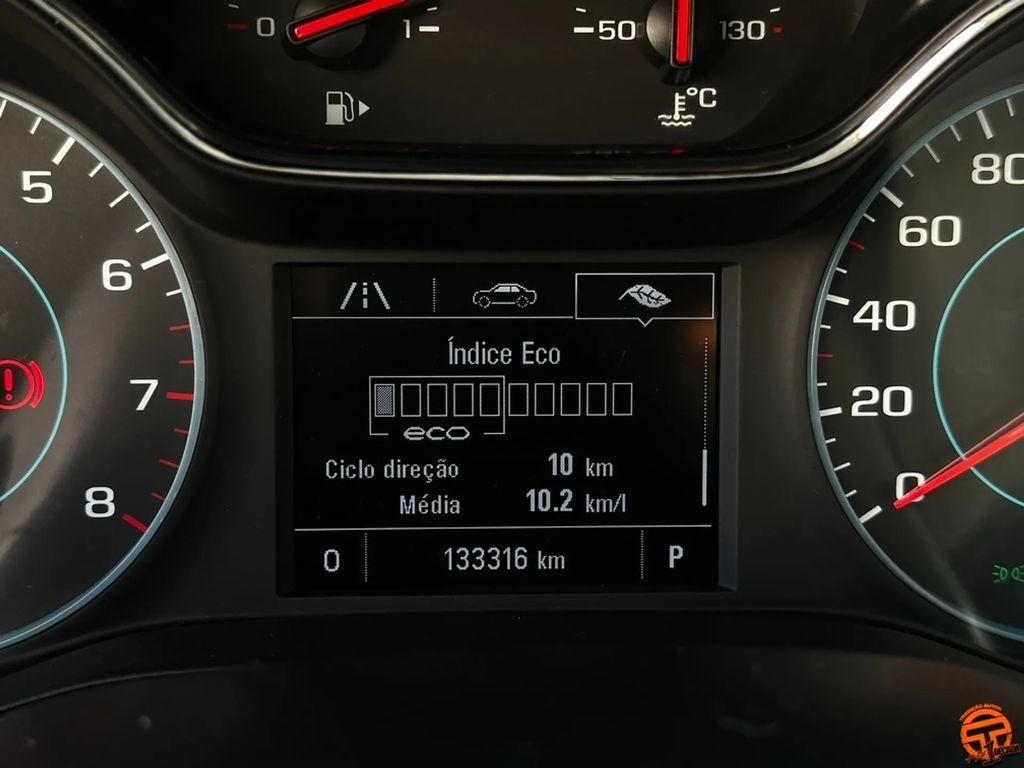 0 1 50 130
°C
5
6
7
8
80
60
40
20
0
Índice Eco
eco
Ciclo direção 10 km
Média 10.2 km/l
0 133316 km P